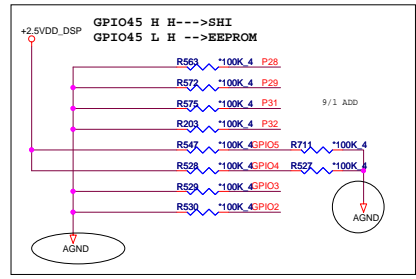 GPIO45 H H--->SHI
+2.5VDD_DSP
GPIO45 L H -->EEPROM
R563 *100K_4 P28
R572 *100K_4 P29
R575 *100K_4 P31
9/1 ADD
R203 *100K_4 P32
R547 *100K_4 GPIO5 R711 *100K_4
R528 *100K_4 GPIO4 R527 *100K_4
R529 *100K_4 GPIO3
R530 *100K_4 GPIO2
AGND
AGND